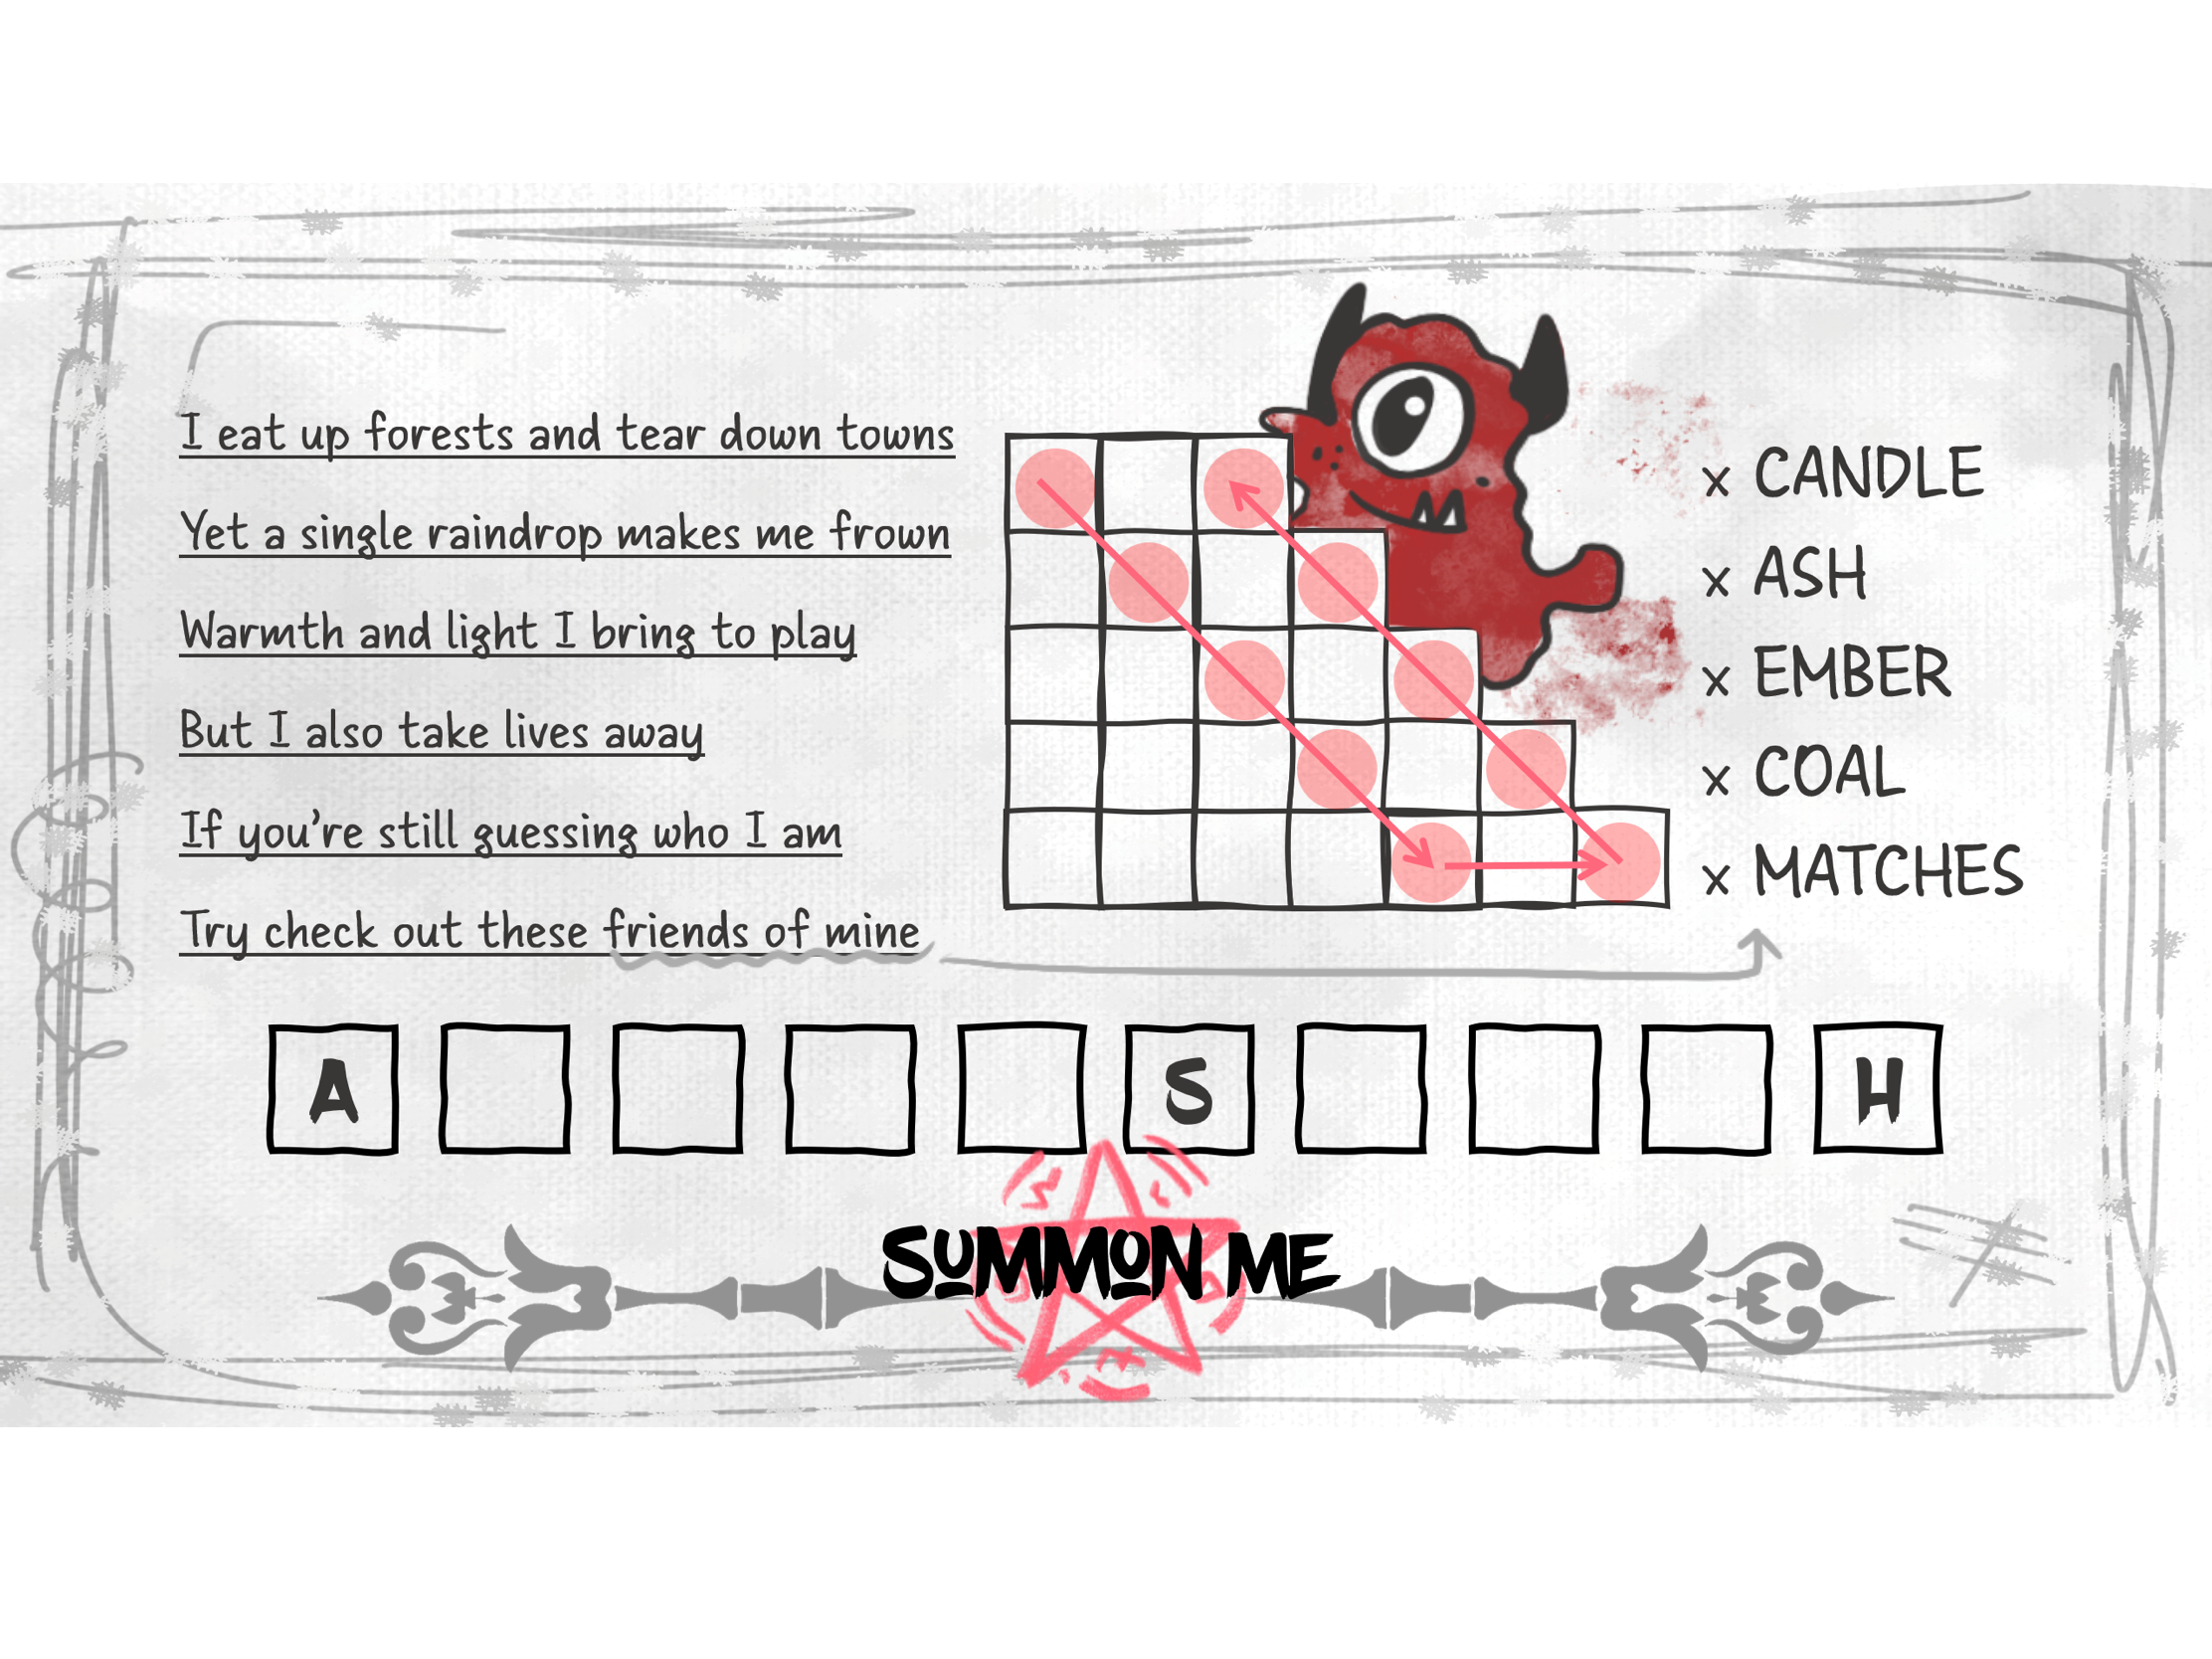 I eat up forests and tear down towns
Yet a single raindrop makes me frown
Warmth and light I bring to play
But I also take lives away
If you're still guessing who I am
Try check out these friends of mine
x CANDLE
x ASH
x EMBER
x COAL
x MATCHES
A S H
SUMMON ME